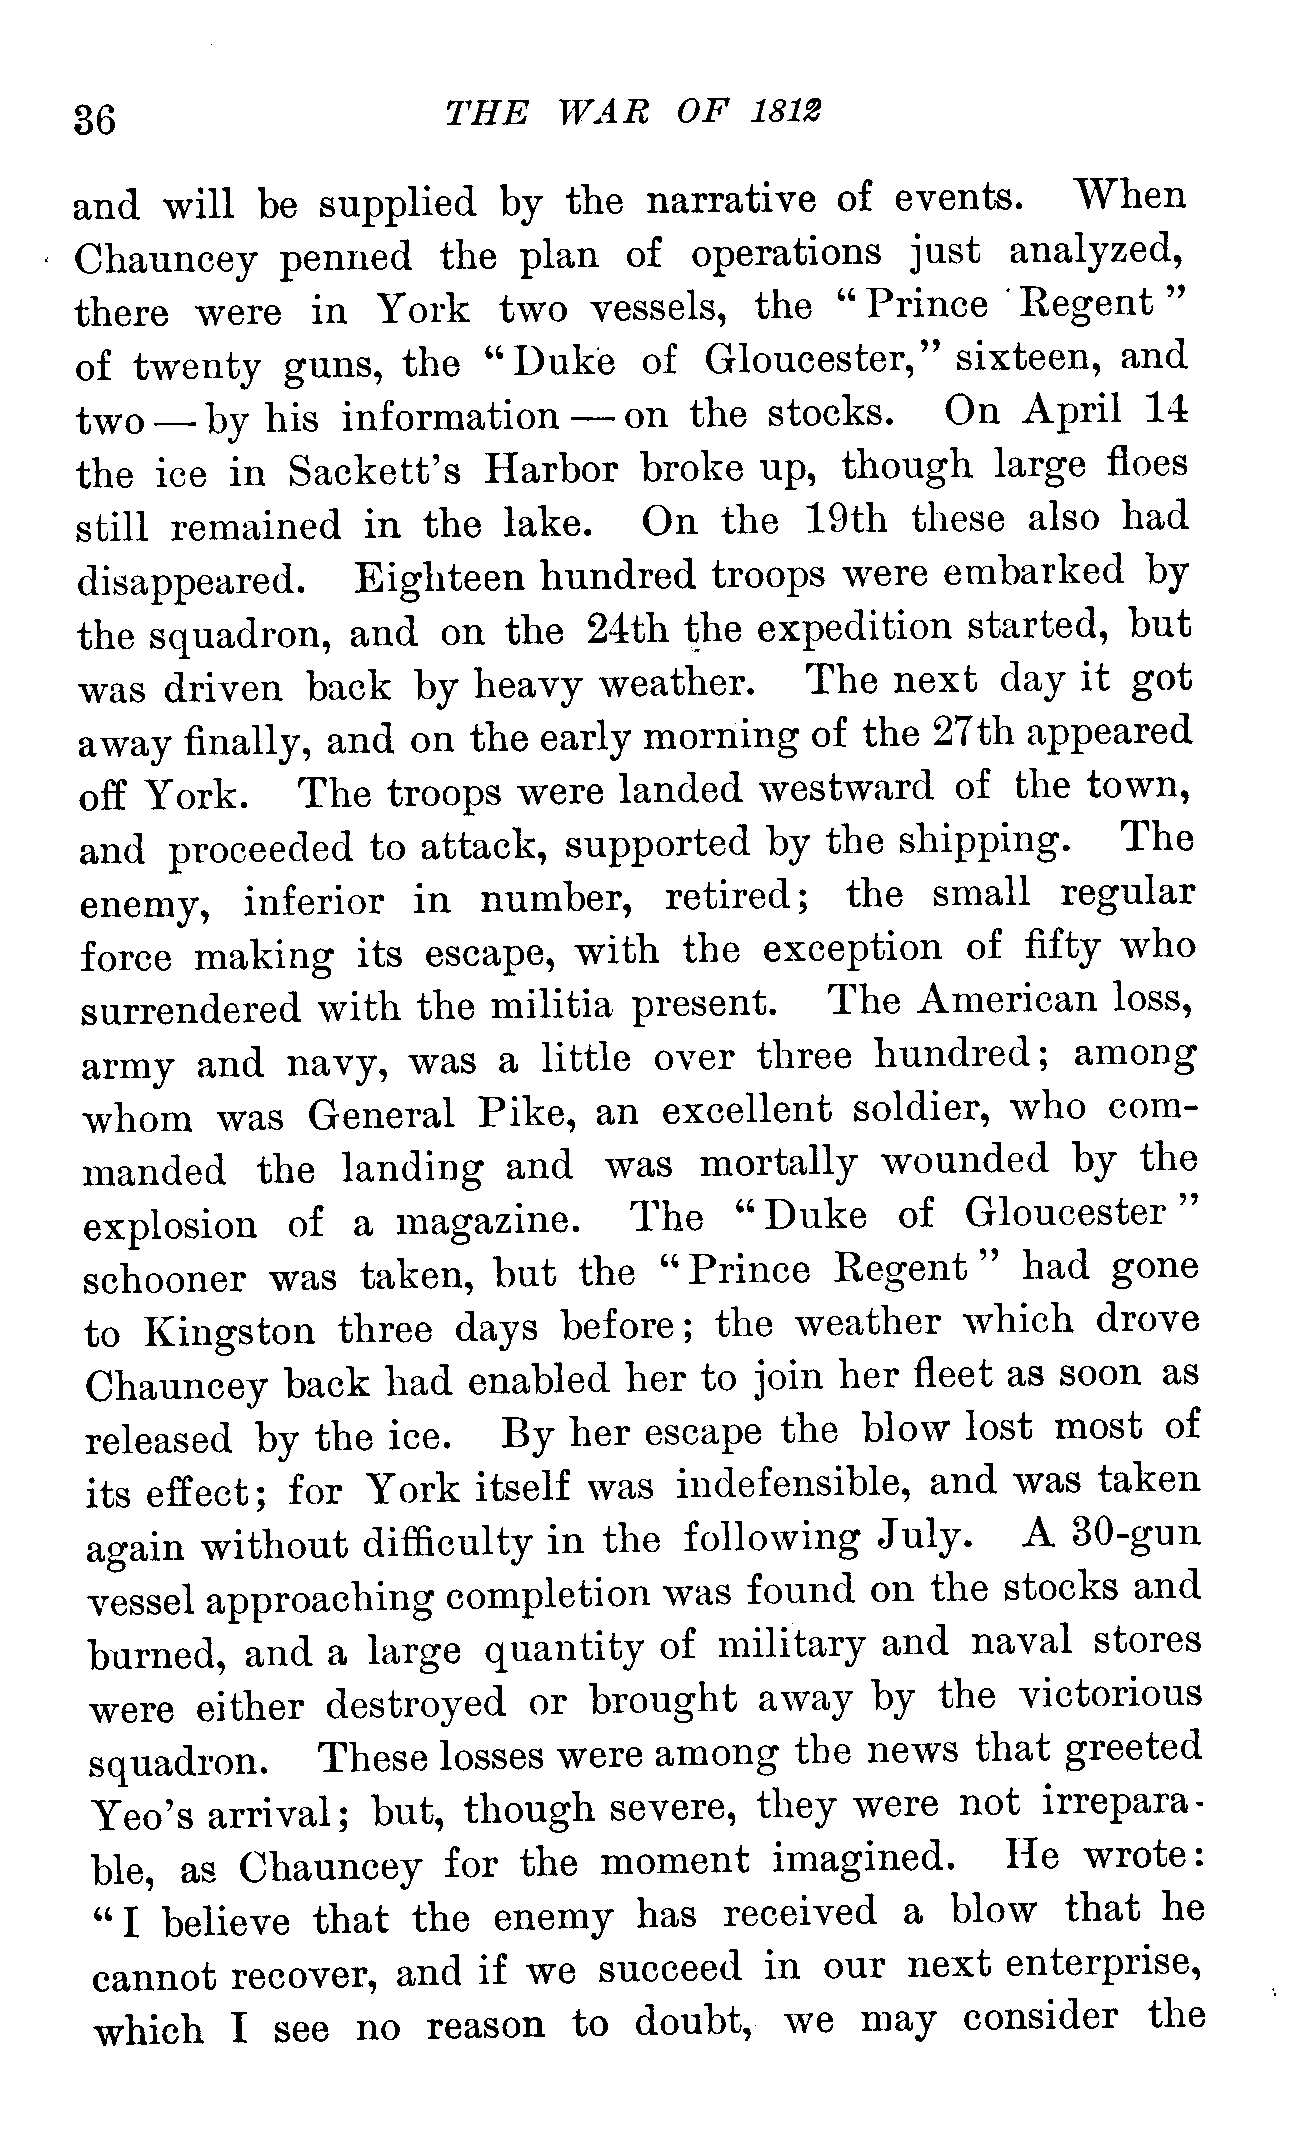 36 THE WAR OF 1812
and will be supplied by the narrative of events. When
Chauncey penned the plan of operations just analyzed,
there were in York two vessels, the “Prince Regent”
of twenty guns, the “Duke of Gloucester,” sixteen, and
two — by his information — on the stocks. On April 14
the ice in Sackett’s Harbor broke up, though large floes
still remained in the lake. On the 19th these also had
disappeared. Eighteen hundred troops were embarked by
the squadron, and on the 24th the expedition started, but
was driven back by heavy weather. The next day it got
away finally, and on the early morning of the 27th appeared
off York. The troops were landed westward of the town,
and proceeded to attack, supported by the shipping. The
enemy, inferior in number, retired; the small regular
force making its escape, with the exception of fifty who
surrendered with the militia present. The American loss,
army and navy, was a little over three hundred; among
whom was General Pike, an excellent soldier, who com-
manded the landing and was mortally wounded by the
explosion of a magazine. The “Duke of Gloucester”
schooner was taken, but the “Prince Regent” had gone
to Kingston three days before; the weather which drove
Chauncey back had enabled her to join her fleet as soon as
released by the ice. By her escape the blow lost most of
its effect; for York itself was indefensible, and was taken
again without difficulty in the following July. A 30-gun
vessel approaching completion was found on the stocks and
burned, and a large quantity of military and naval stores
were either destroyed or brought away by the victorious
squadron. These losses were among the news that greeted
Yeo’s arrival; but, though severe, they were not irrepara-
ble, as Chauncey for the moment imagined. He wrote:
“I believe that the enemy has received a blow that he
cannot recover, and if we succeed in our next enterprise,
which I see no reason to doubt, we may consider the